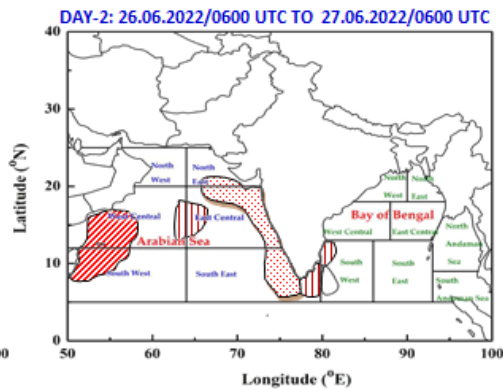 DAY-2: 26.06.2022/0600 UTC TO 27.06.2022/0600 UTC
40
30
20
10
0
Latitude (°N)
North
West
North
East
West Central
East Central
Arabian Sea
South West
South East
North
West
North
East
Bay of Bengal
West Central
East Central
South
West
South
East
North
Andaman
Sea
South
Andaman Sea
00
50
60
70
80
90
100
Longitude (°E)